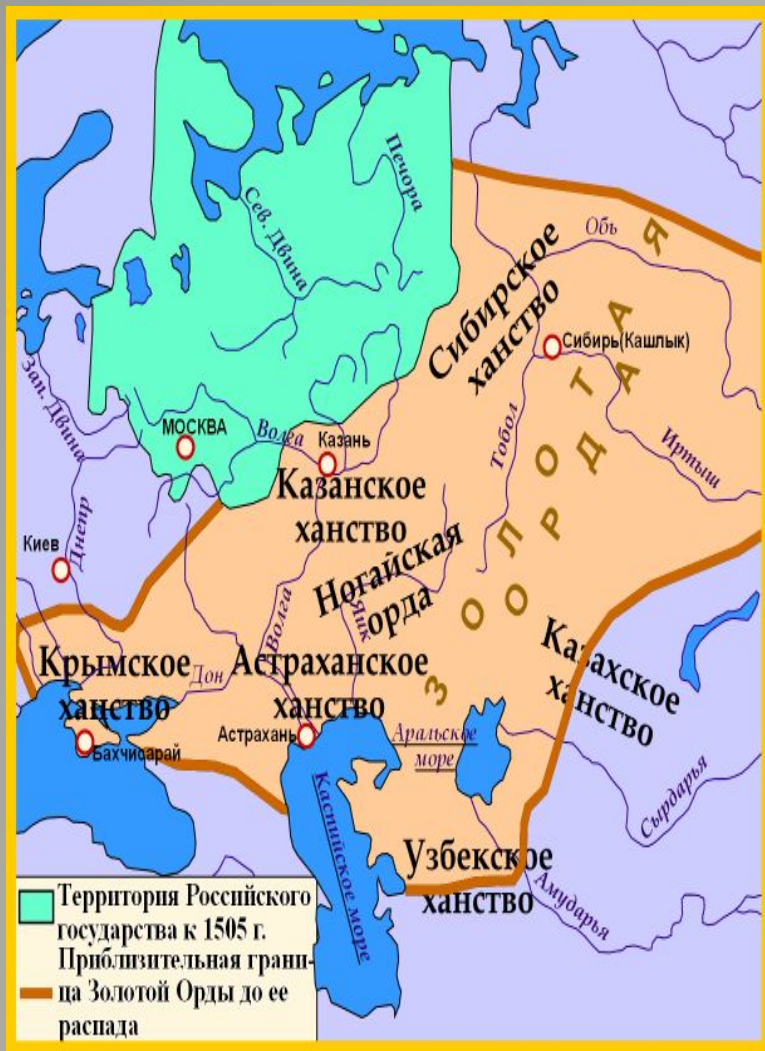 Печора
Сев. Двина
Обь
Сибирское
ханство
Сибирь(Кашлык)
Зап. Двина
МОСКВА
Волга
Казань
Тобол
Иртыш
Казанское
ханство
Киев
Днепр
Ногайская
орда
Яик
Волга
ЗОЛОТАЯ
ОРДА
Крымское
ханство
Дон
Астраханское
ханство
Казахское
ханство
Астрахань
Бахчисарай
Аральское
море
Каспийское море
Сырдарья
Узбекское
ханство
Амударья
Территория Российского
государства к 1505 г.
Приблизительная грани-
ца Золотой Орды до ее
распада